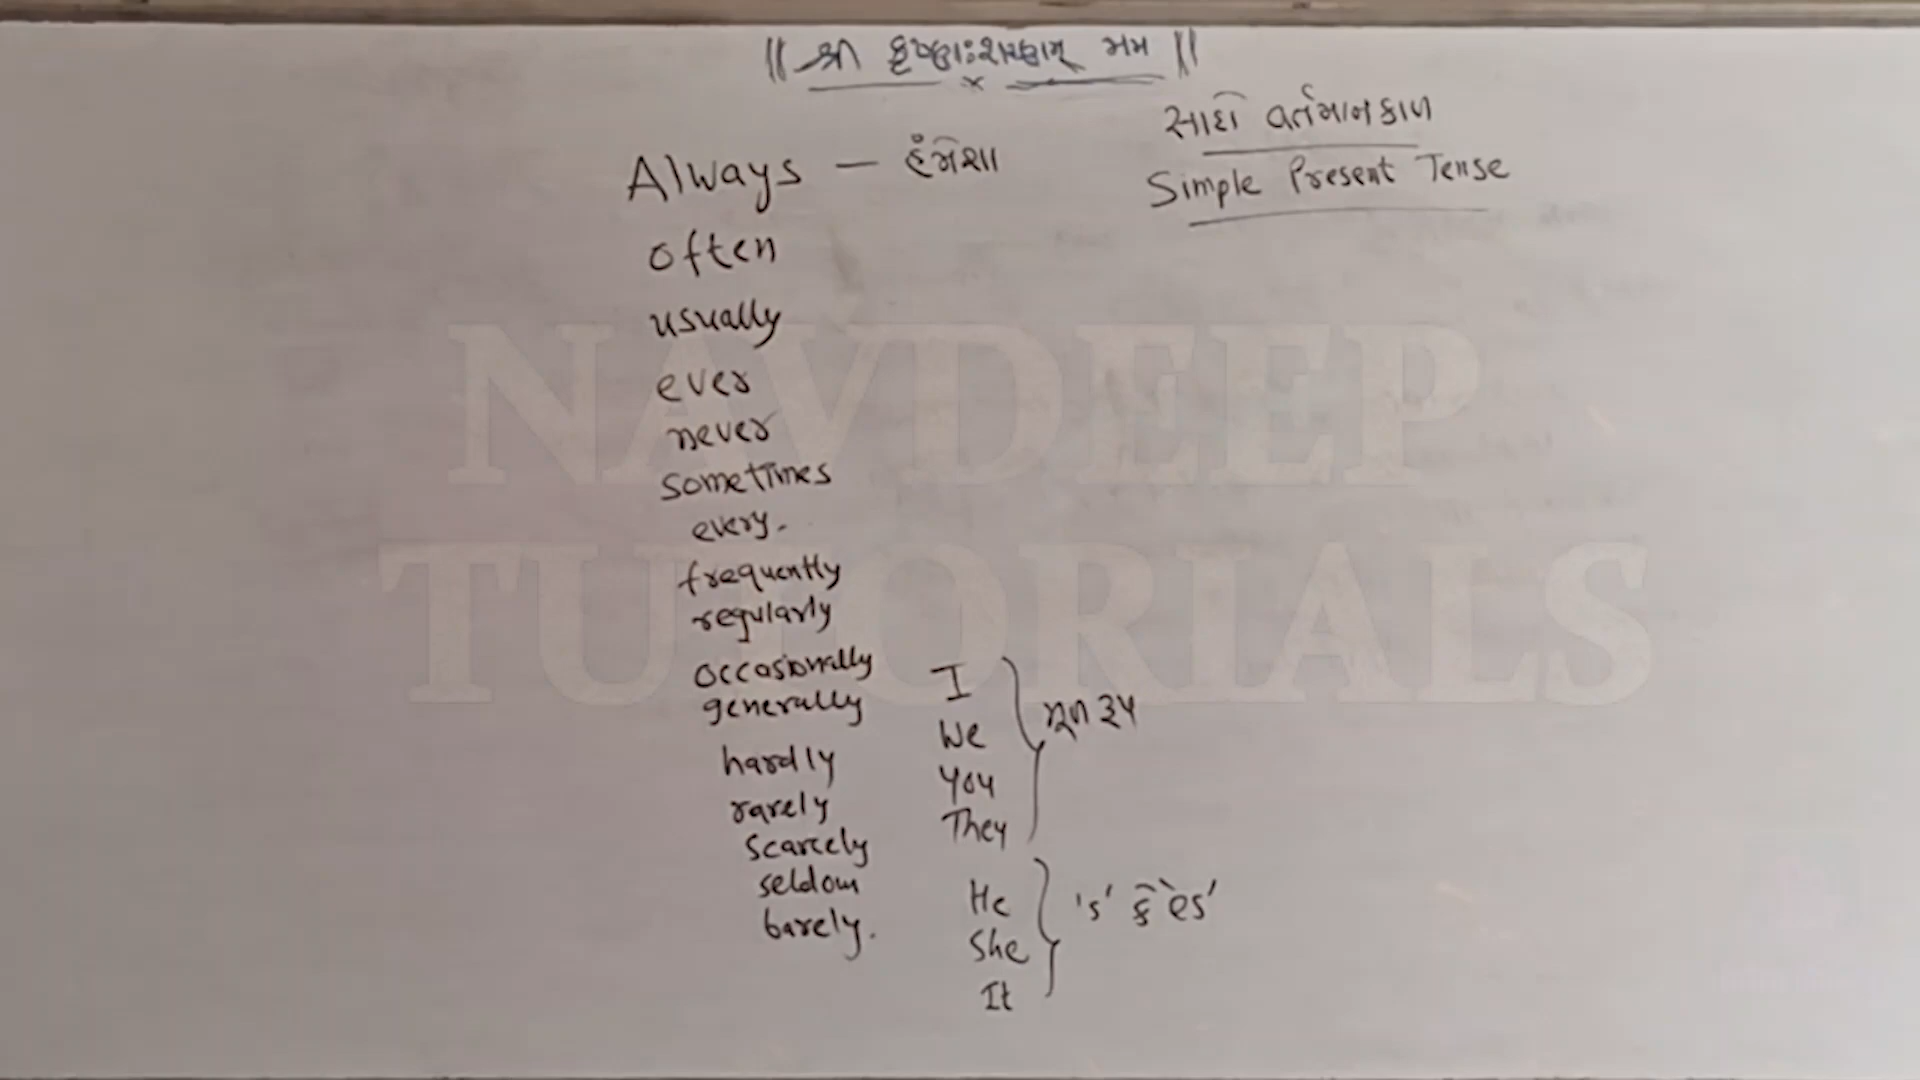 || શ્રી કૃષ્ણ:શરણમ્ મમ ||
સાદો વર્તમાનકાળ
Simple Present Tense
Always — હંમેશા
often
usually
ever
never
sometimes
every.
frequently
regularly
occasionally
generally
hardly
rarely
scarcely
seldom
barely.
I
We
You
They
મૂળ રૂપ
He
She
It
's' કે 'es'
NAVDEEP
TUTORIALS